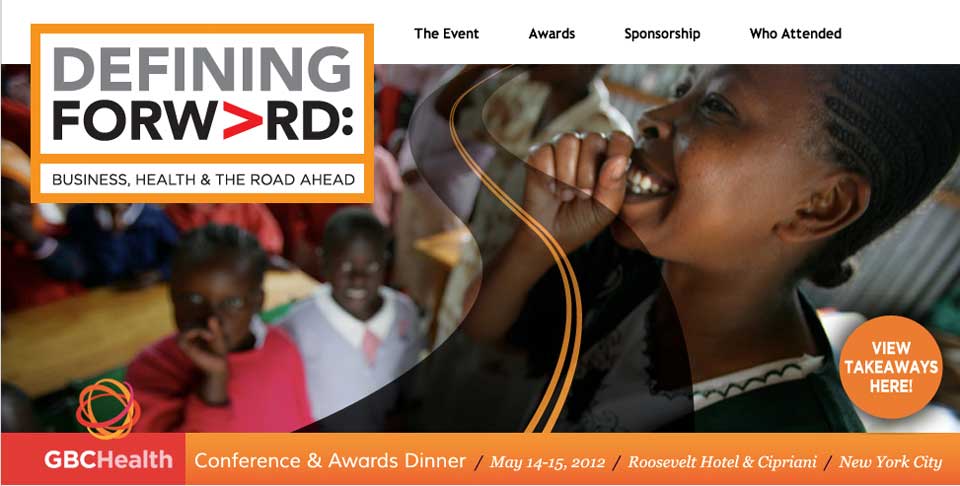 The Event
Awards
Sponsorship
Who Attended
DEFINING
FORW>RD:
BUSINESS, HEALTH & THE ROAD AHEAD
VIEW
TAKEAWAYS
HERE!
GBCHealth
Conference & Awards Dinner / May 14-15, 2012 / Roosevelt Hotel & Cipriani / New York City